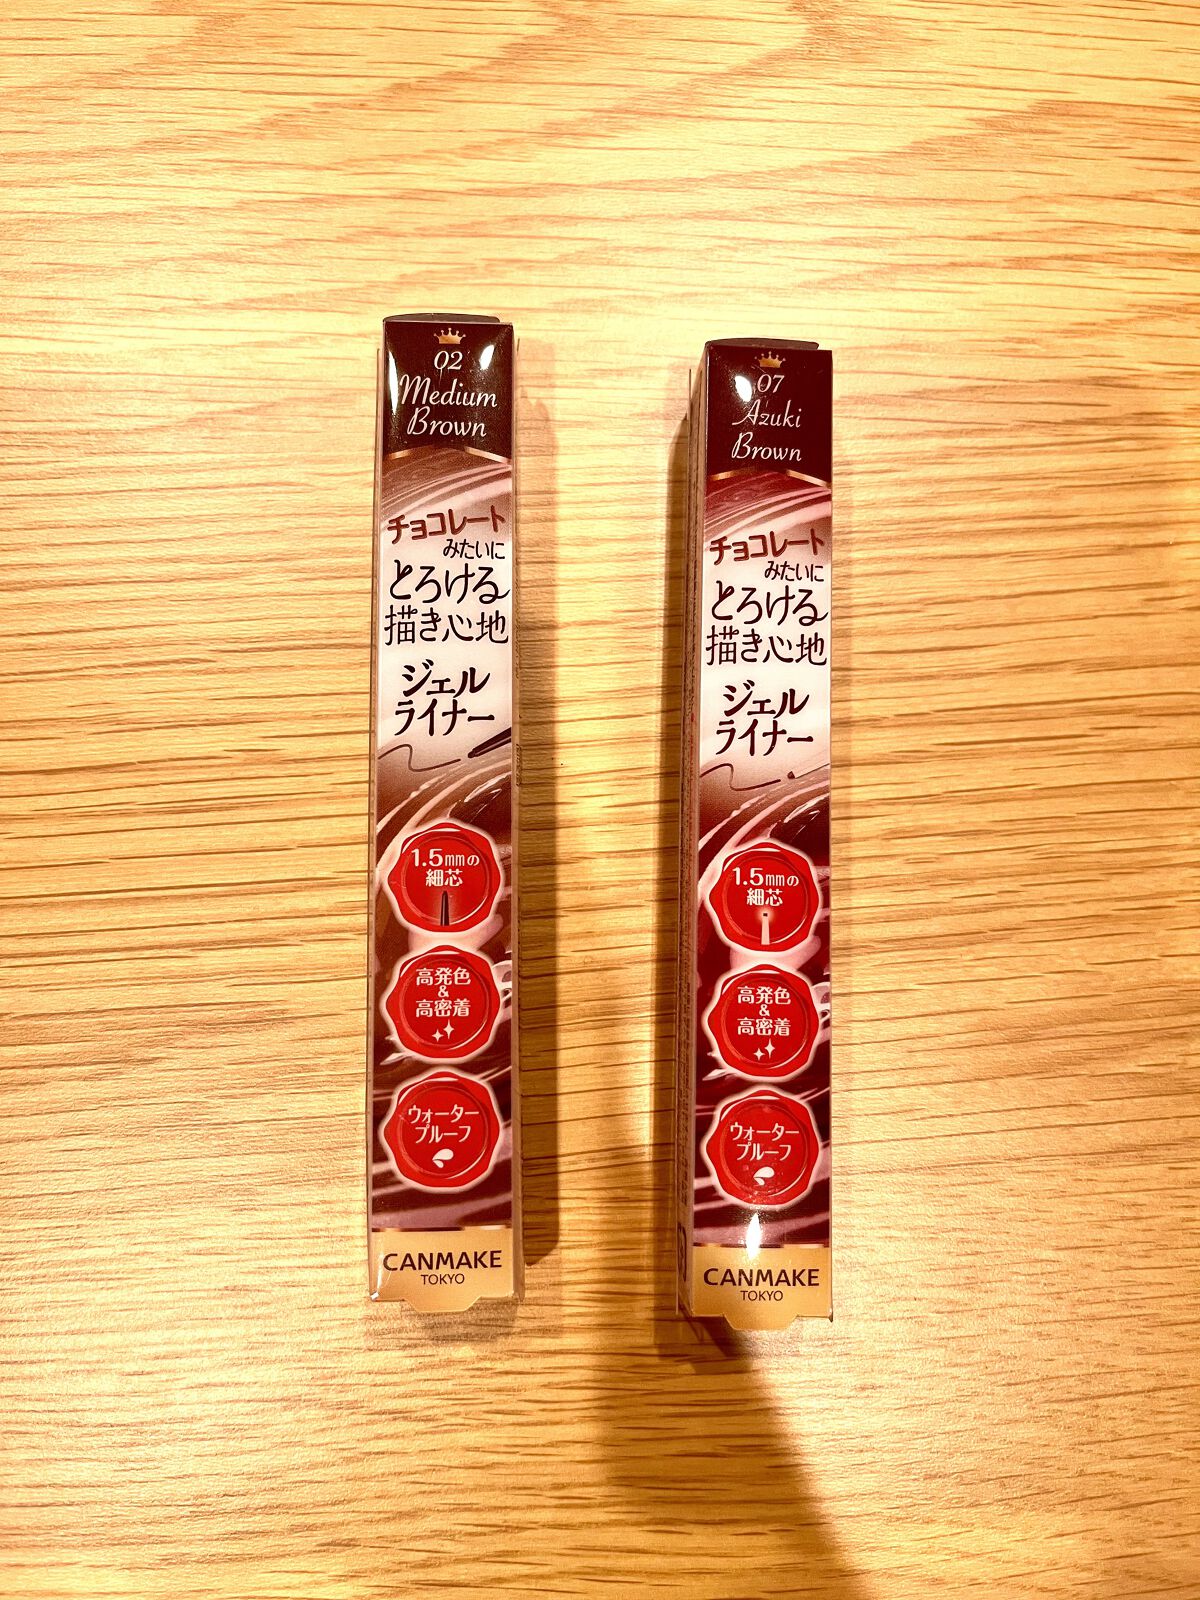 02
Medium
Brown
チョコレート
みたいに
とろける
描き心地
ジェル
ライナー
1.5mmの
細芯
高発色
&
高密着
ウォーター
プルーフ
CANMAKE
TOKYO
07
Azuki
Brown
チョコレート
みたいに
とろける
描き心地
ジェル
ライナー
1.5mmの
細芯
高発色
&
高密着
ウォーター
プルーフ
CANMAKE
TOKYO